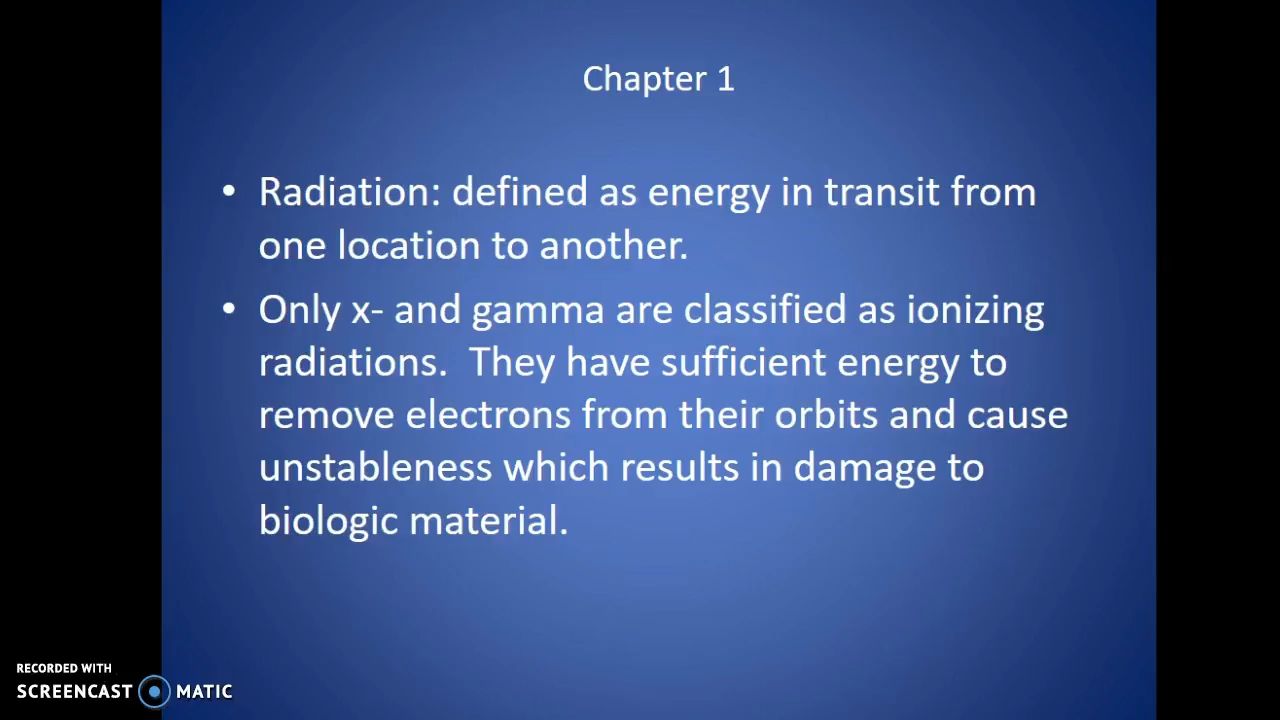 Chapter 1
• Radiation: defined as energy in transit from
one location to another.
• Only x- and gamma are classified as ionizing
radiations.  They have sufficient energy to
remove electrons from their orbits and cause
unstableness which results in damage to
biologic material.
RECORDED WITH
SCREENCAST MATIC